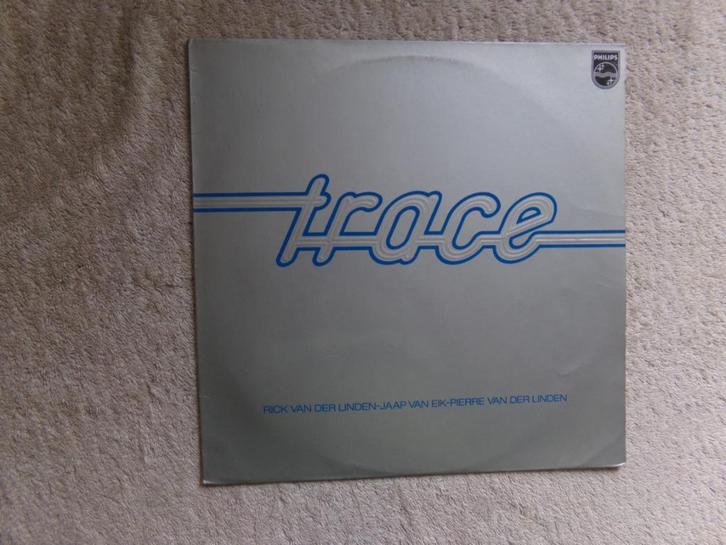 PHILIPS
trace
RICK VAN DER LINDEN-JAAP VAN EIK-PIERRE VAN DER LINDEN